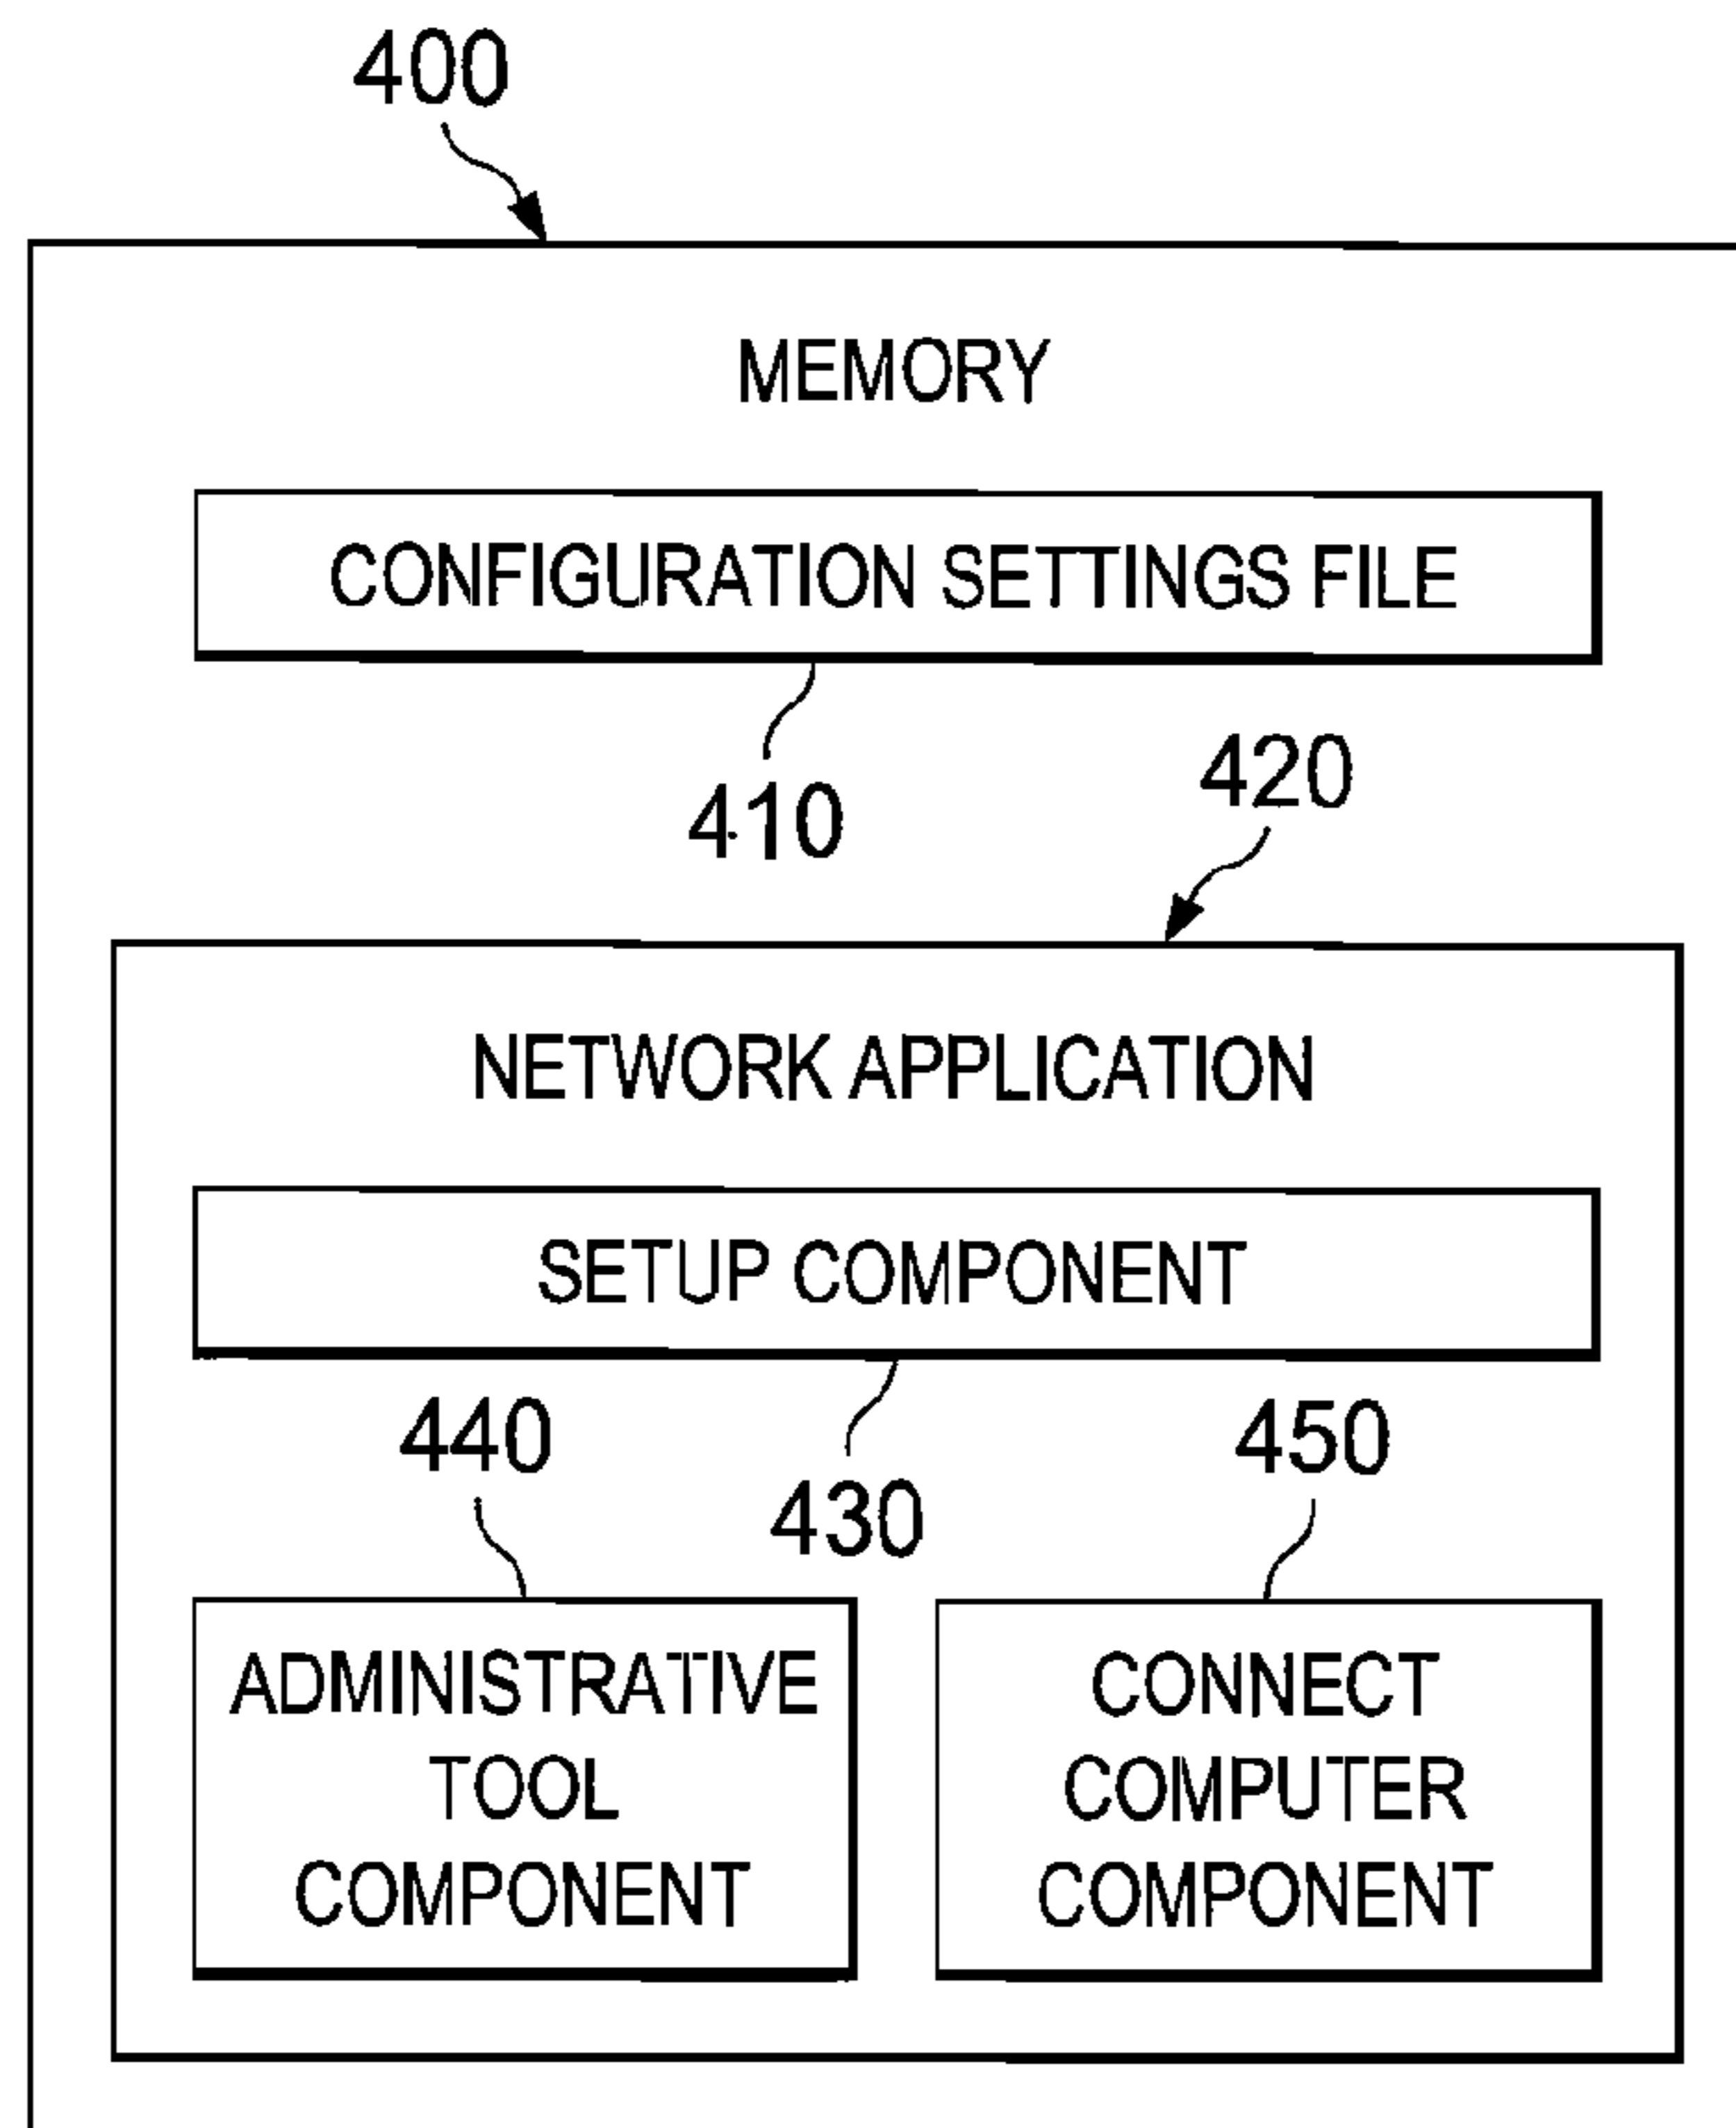 400
MEMORY
CONFIGURATION SETTINGS FILE
410
420
NETWORK APPLICATION
SETUP COMPONENT
440
430
450
ADMINISTRATIVE
TOOL
COMPONENT
CONNECT
COMPUTER
COMPONENT